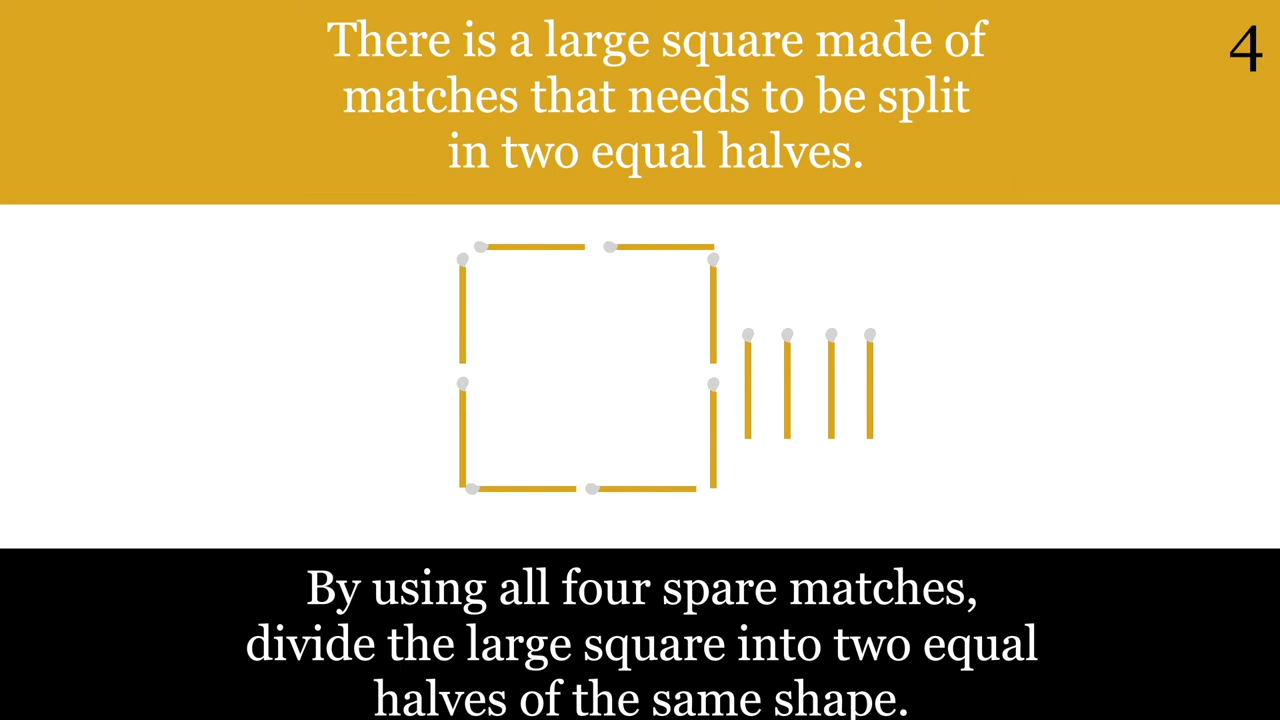 There is a large square made of
matches that needs to be split
in two equal halves.
4
By using all four spare matches,
divide the large square into two equal
halves of the same shape.